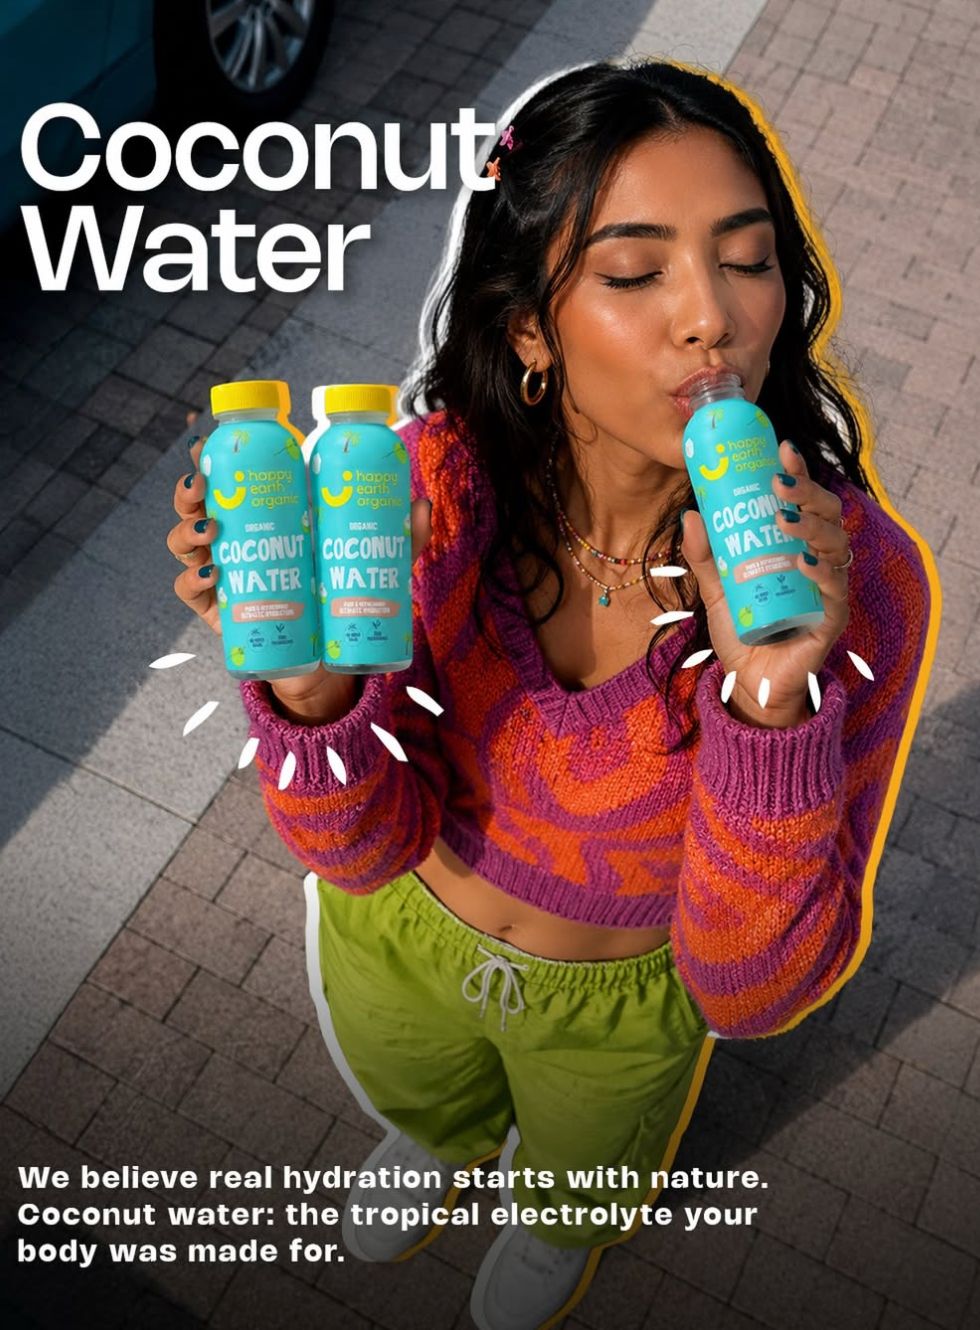 Coconut
Water
happy
earth
organic
ORGANIC
COCONUT
WATER
happy
earth
organic
ORGANIC
COCONUT
WATER
happy
earth
organic
ORGANIC
COCONUT
WATER
We believe real hydration starts with nature.
Coconut water: the tropical electrolyte your
body was made for.